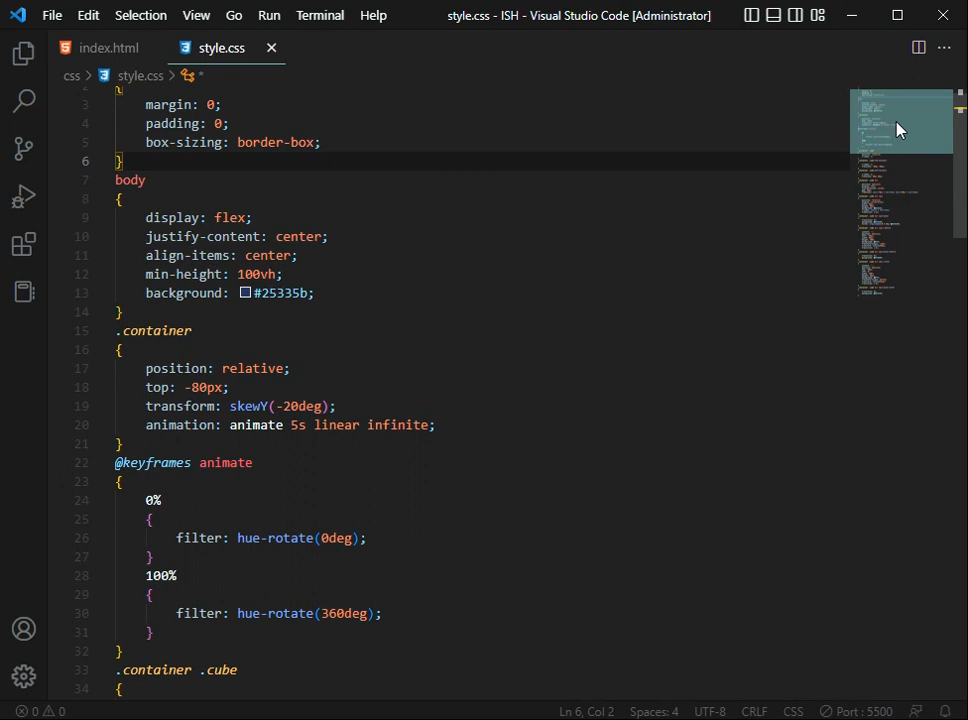 File Edit Selection View Go Run Terminal Help style.css - ISH - Visual Studio Code [Administrator]
index.html style.css
css > style.css > *
2 {
3 margin: 0;
4 padding: 0;
5 box-sizing: border-box;
6 }
7 body
8 {
9 display: flex;
10 justify-content: center;
11 align-items: center;
12 min-height: 100vh;
13 background: #25335b;
14 }
15 .container
16 {
17 position: relative;
18 top: -80px;
19 transform: skewY(-20deg);
20 animation: animate 5s linear infinite;
21 }
22 @keyframes animate
23 {
24 0%
25 {
26 filter: hue-rotate(0deg);
27 }
28 100%
29 {
30 filter: hue-rotate(360deg);
31 }
32 }
33 .container .cube
34 {
0 0 Ln 6, Col 2 Spaces: 4 UTF-8 CRLF CSS Port : 5500